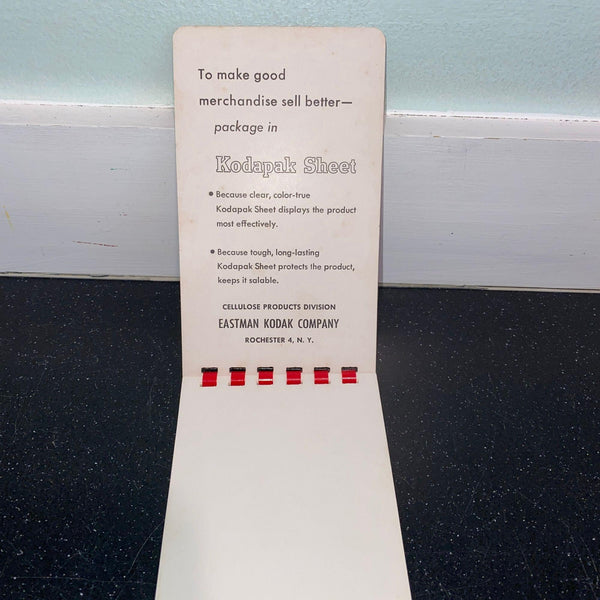 To make good
merchandise sell better—
package in
Kodapak Sheet
• Because clear, color-true
Kodapak Sheet displays the product
most effectively.
• Because tough, long-lasting
Kodapak Sheet protects the product,
keeps it salable.
CELLULOSE PRODUCTS DIVISION
EASTMAN KODAK COMPANY
ROCHESTER 4, N. Y.